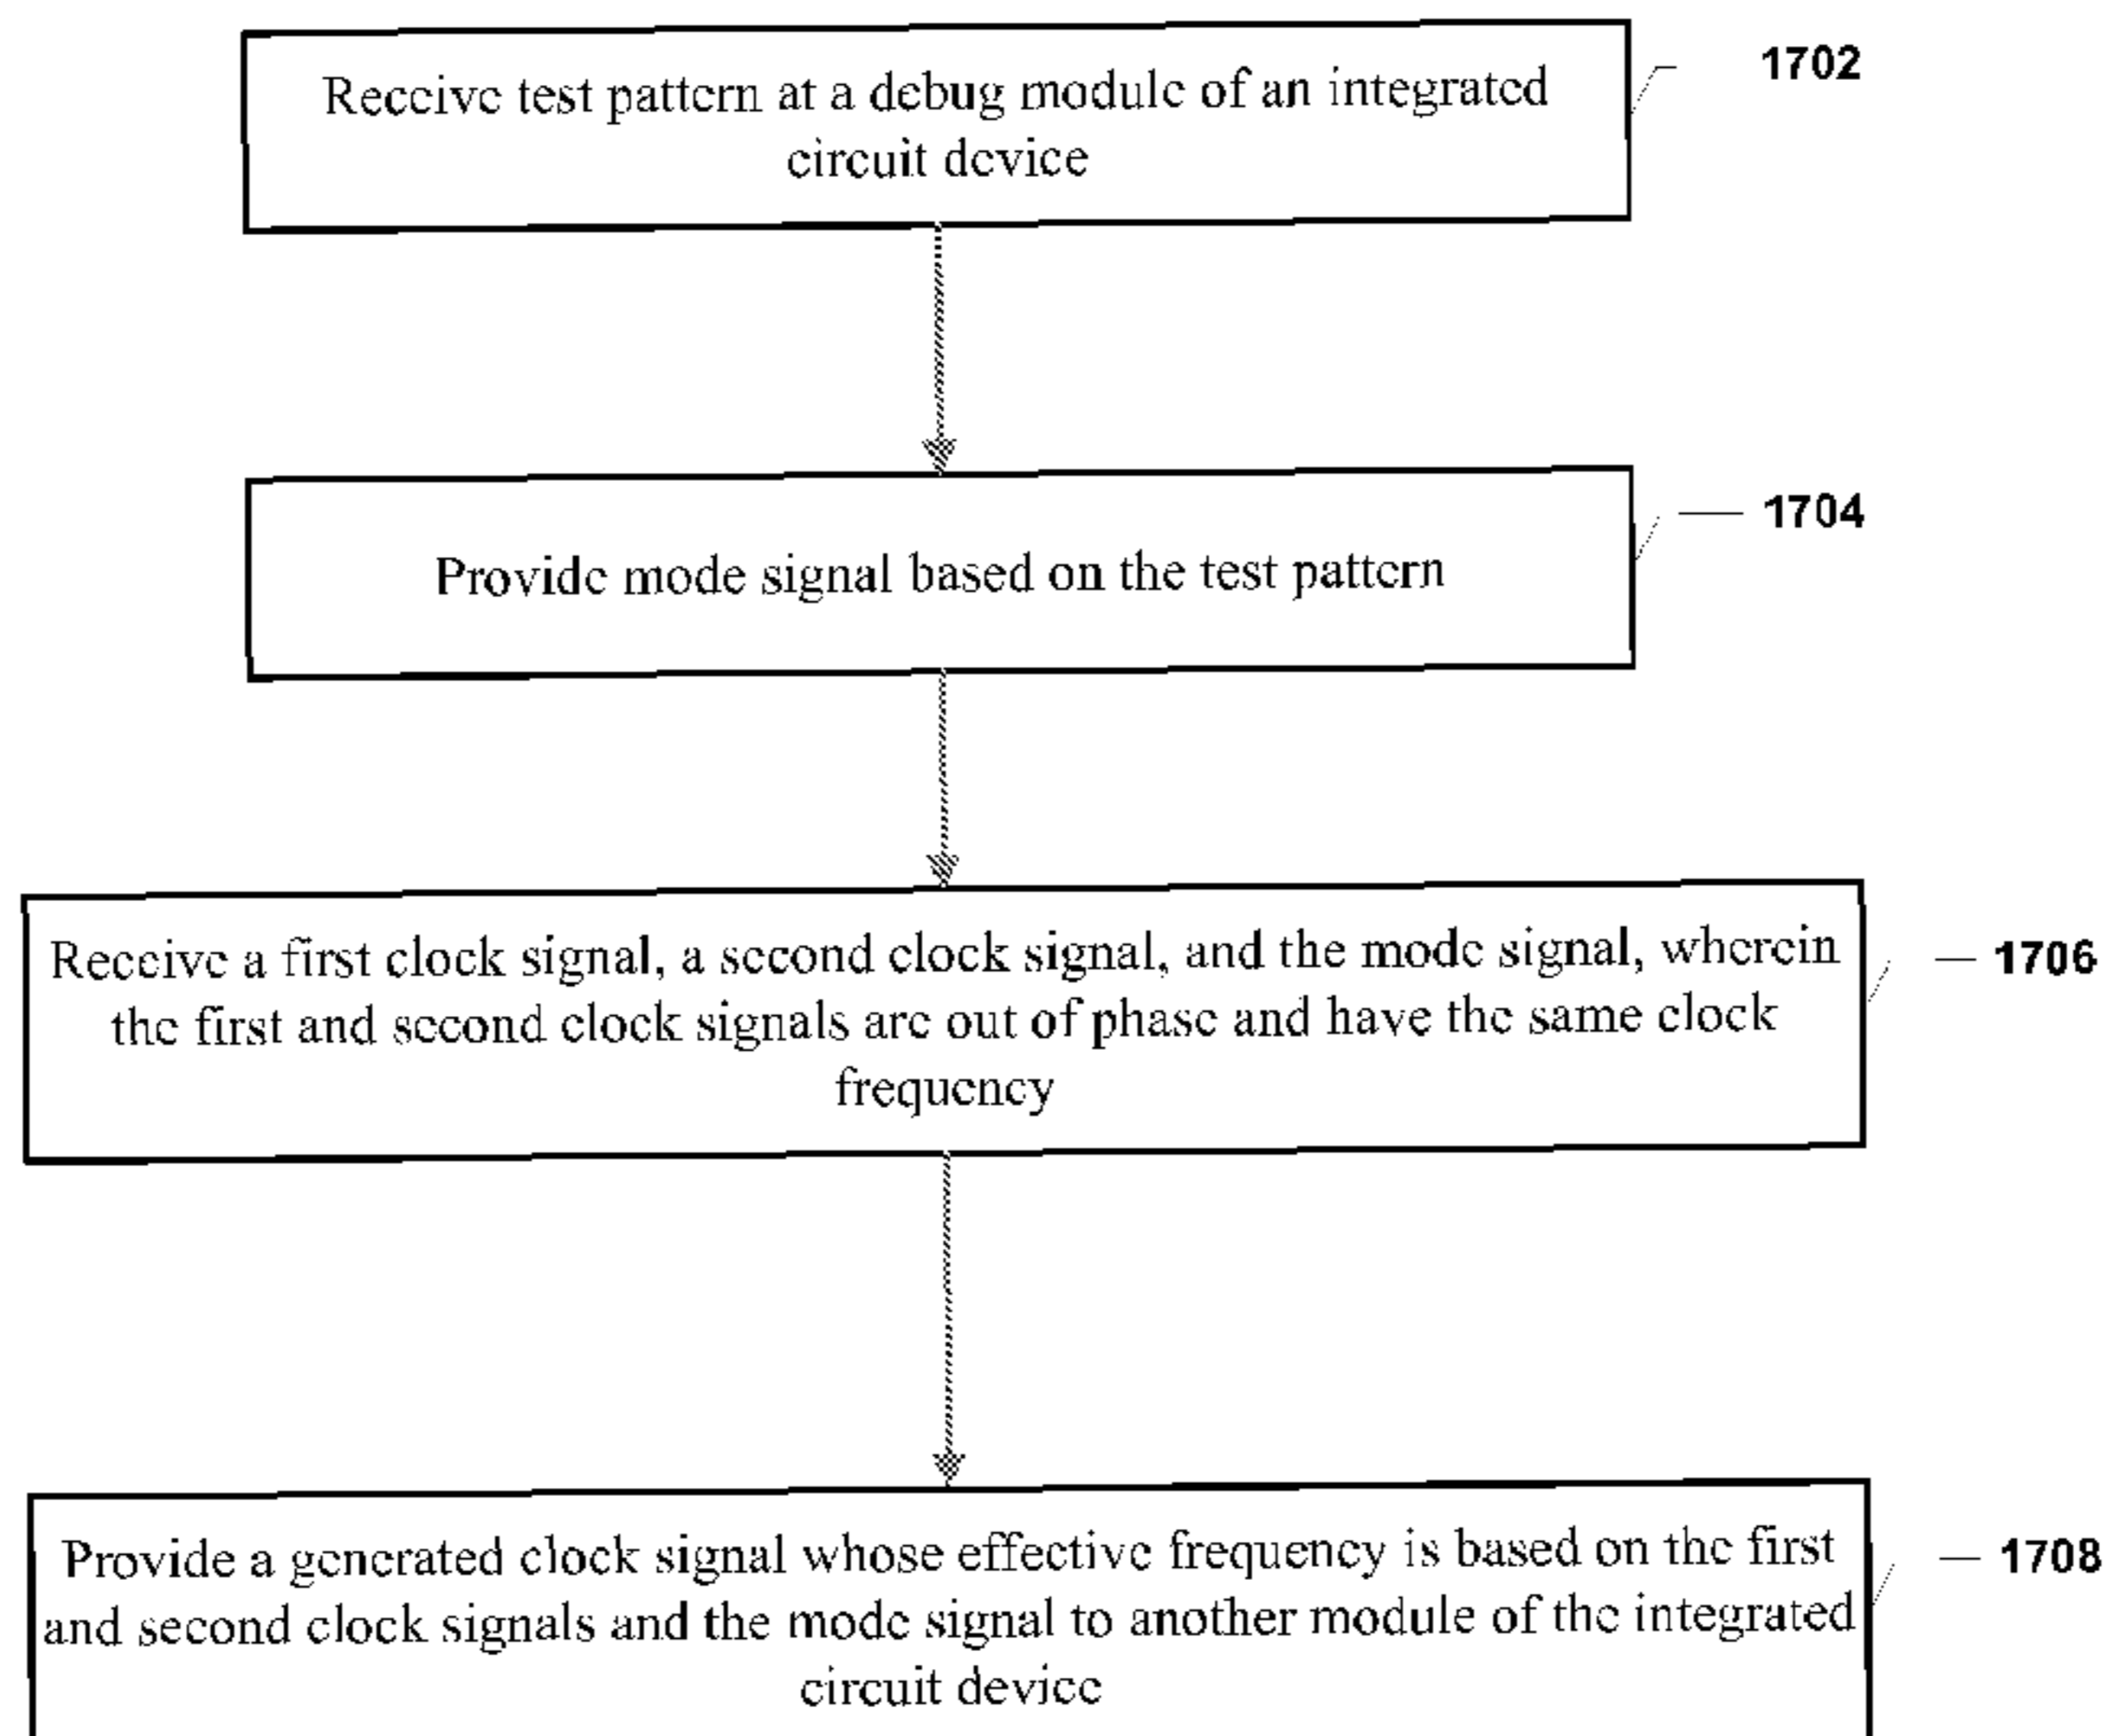 Receive test pattern at a debug module of an integrated
circuit device
1702
Provide mode signal based on the test pattern
1704
Receive a first clock signal, a second clock signal, and the mode signal, wherein
the first and second clock signals are out of phase and have the same clock
frequency
1706
Provide a generated clock signal whose effective frequency is based on the first
and second clock signals and the mode signal to another module of the integrated
circuit device
1708